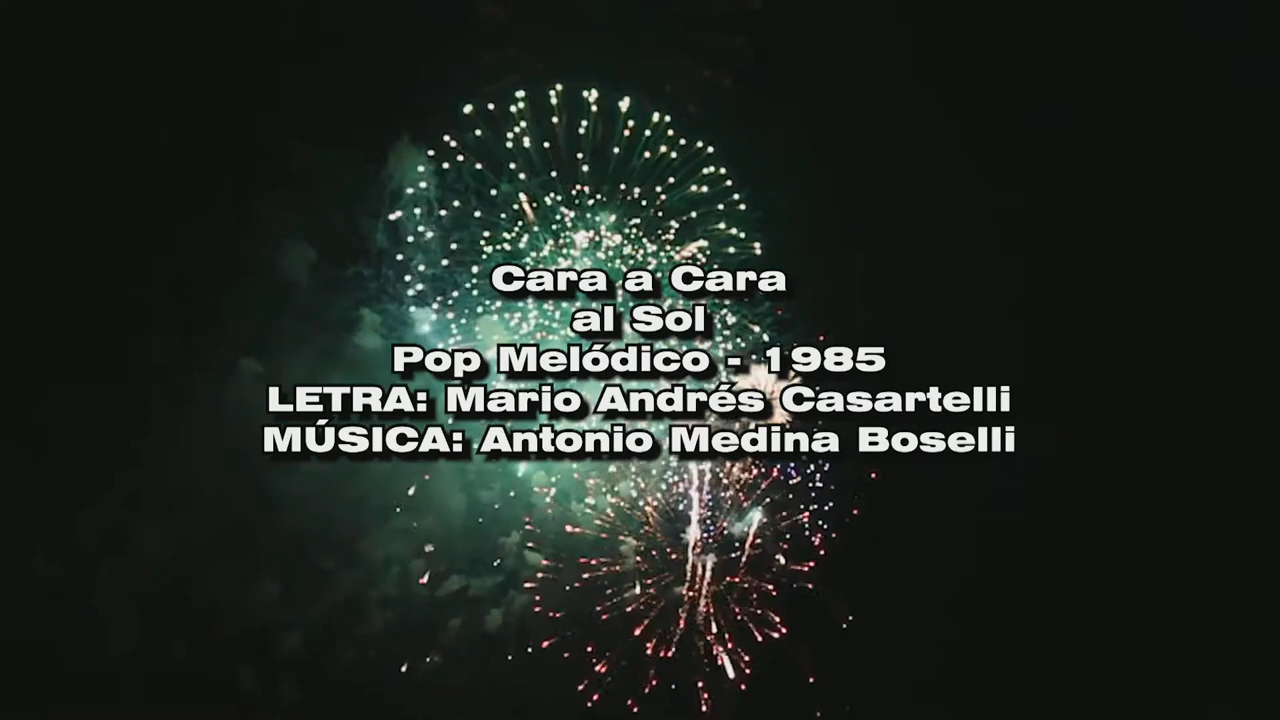 Cara a Cara
al Sol
Pop Melódico - 1985
LETRA: Mario Andrés Casartelli
MÚSICA: Antonio Medina Boselli